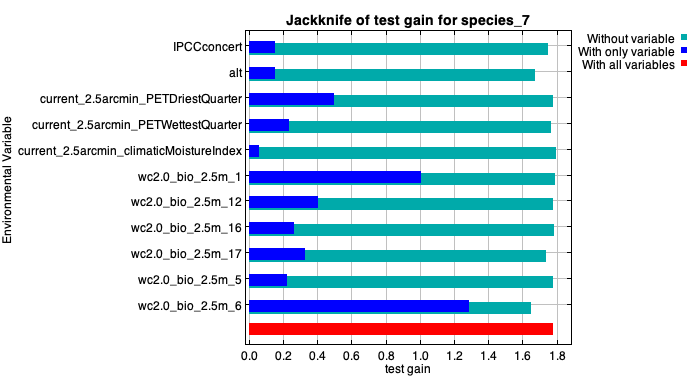 Jackknife of test gain for species_7
Without variable
With only variable
With all variables
Environmental Variable
IPCCconcert
alt
current_2.5arcmin_PETDriestQuarter
current_2.5arcmin_PETWettestQuarter
current_2.5arcmin_climaticMoistureIndex
wc2.0_bio_2.5m_1
wc2.0_bio_2.5m_12
wc2.0_bio_2.5m_16
wc2.0_bio_2.5m_17
wc2.0_bio_2.5m_5
wc2.0_bio_2.5m_6
0.0 0.2 0.4 0.6 0.8 1.0 1.2 1.4 1.6 1.8
test gain